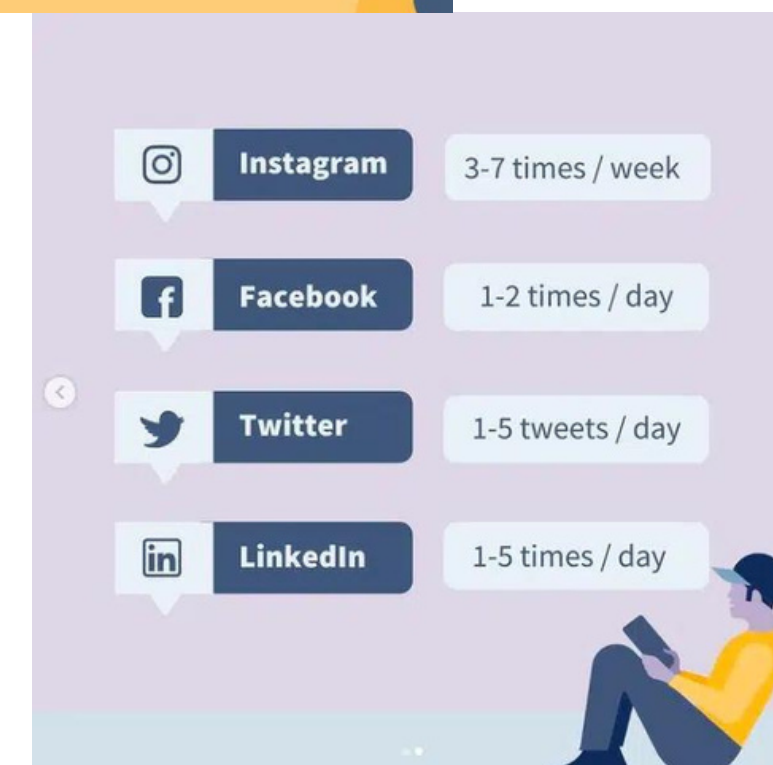 Instagram 3-7 times / week
Facebook 1-2 times / day
Twitter 1-5 tweets / day
LinkedIn 1-5 times / day